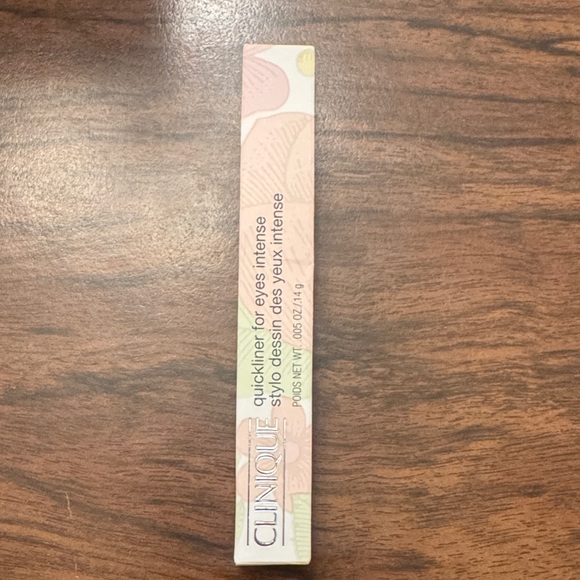 CLINIQUE
quickliner for eyes intense
stylo dessin des yeux intense
POIDS NET WT. .005 OZ./.14 g